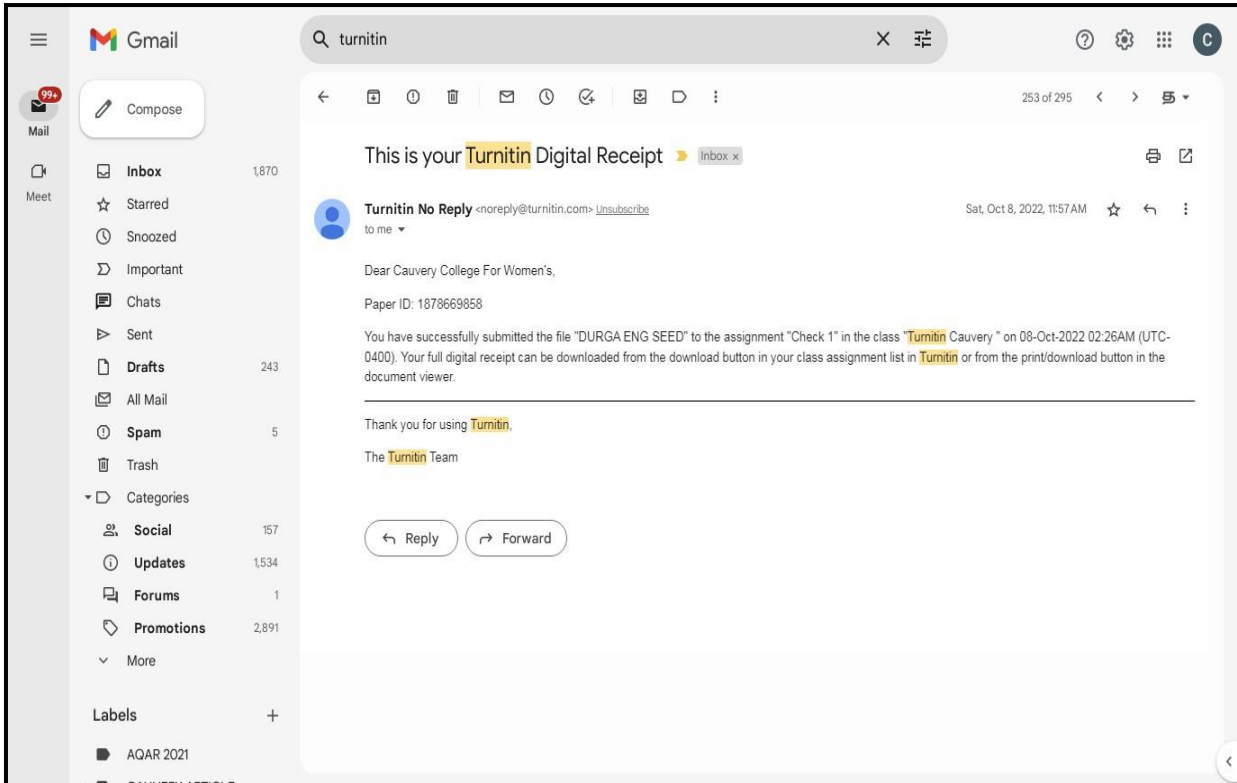 Gmail
turnitin
C
99+
Mail
Meet
Compose
253 of 295
Inbox 1,870
Starred
Snoozed
Important
Chats
Sent
Drafts 243
All Mail
Spam 5
Trash
Categories
Social 157
Updates 1,534
Forums 1
Promotions 2,891
More
Labels
AQAR 2021
This is your Turnitin Digital Receipt Inbox x
Turnitin No Reply <noreply@turnitin.com> Unsubscribe Sat, Oct 8, 2022, 11:57 AM
to me
Dear Cauvery College For Women's,
Paper ID: 1878669858
You have successfully submitted the file "DURGA ENG SEED" to the assignment "Check 1" in the class "Turnitin Cauvery " on 08-Oct-2022 02:26AM (UTC-
0400). Your full digital receipt can be downloaded from the download button in your class assignment list in Turnitin or from the print/download button in the
document viewer.
Thank you for using Turnitin,
The Turnitin Team
Reply Forward